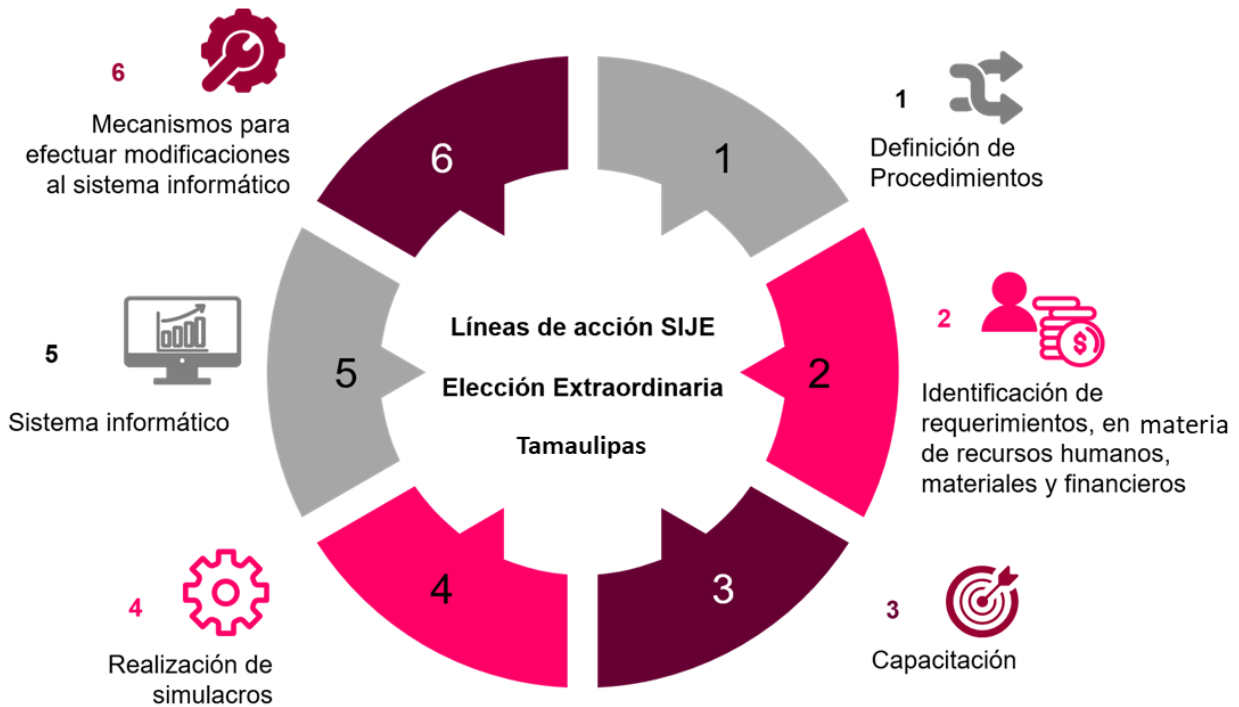 Líneas de acción SIJE
Elección Extraordinaria
Tamaulipas
1
1
Definición de
Procedimientos
2
2
$
Identificación de
requerimientos, en materia
de recursos humanos,
materiales y financieros
3
3
Capacitación
4
4
Realización de
simulacros
5
5
Sistema informático
6
6
Mecanismos para
efectuar modificaciones
al sistema informático